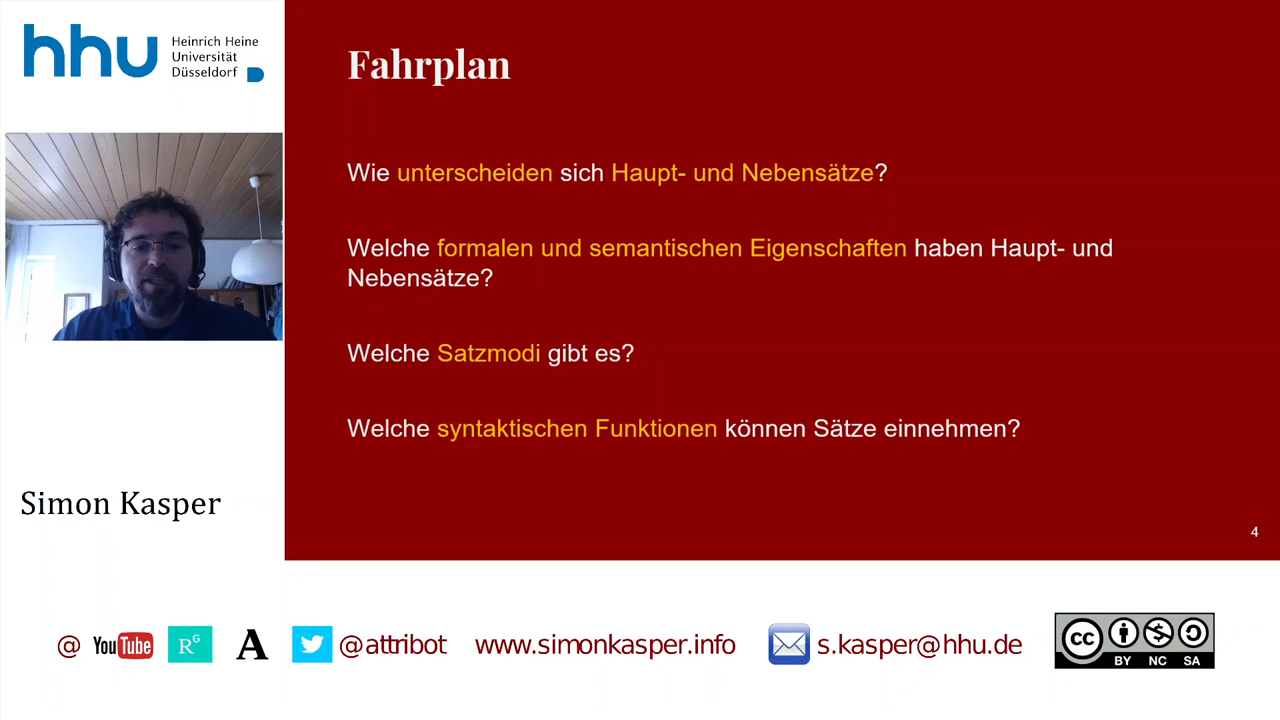 hhu Heinrich Heine
Universität
Düsseldorf
Fahrplan
Wie unterscheiden sich Haupt- und Nebensätze?
Welche formalen und semantischen Eigenschaften haben Haupt- und
Nebensätze?
Welche Satzmodi gibt es?
Welche syntaktischen Funktionen können Sätze einnehmen?
4
Simon Kasper
@ YouTube RG A @attribot www.simonkasper.info s.kasper@hhu.de cc BY NC SA